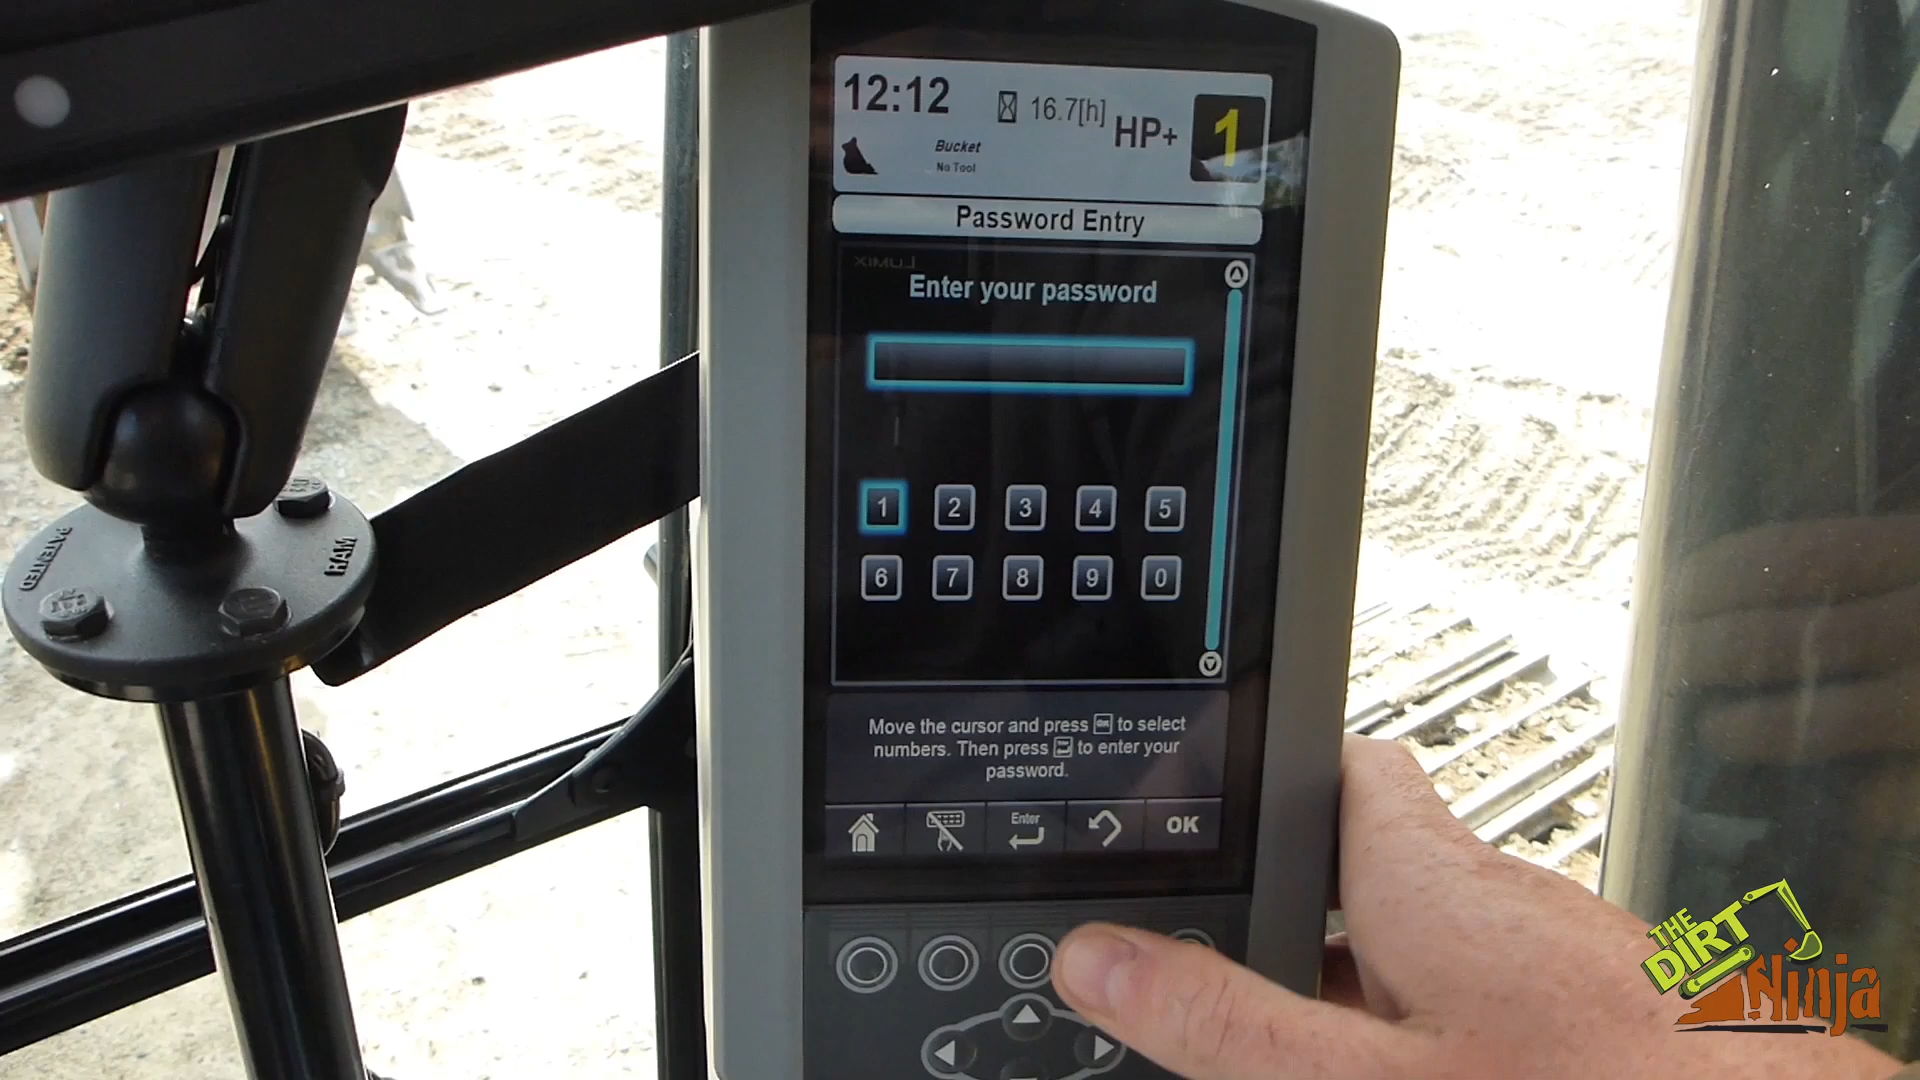 12:12
16.7[h]
HP+
1
Bucket
No Tool
Password Entry
LUMIX
Enter your password
1 2 3 4 5
6 7 8 9 0
Move the cursor and press OK to select
numbers. Then press to enter your
password.
Enter
OK
PATENTED
RAM
THE
DIRT
Ninja